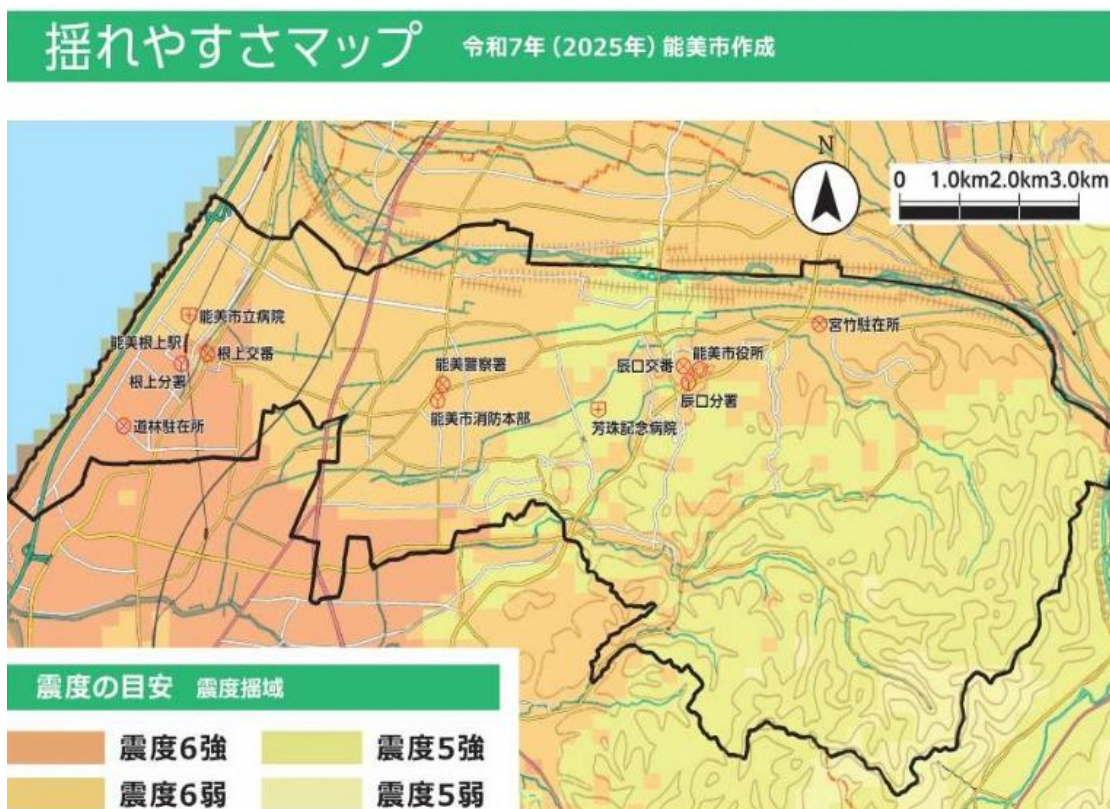 揺れやすさマップ 令和7年(2025年)能美市作成
N
0 1.0km2.0km3.0km
能美市立病院
能美根上駅
根上交番
根上分署
道林駐在所
能美警察署
能美市消防本部
宮竹駐在所
辰口交番
能美市役所
辰口分署
芳珠記念病院
震度の目安 震度揺域
震度6強
震度5強
震度6弱
震度5弱